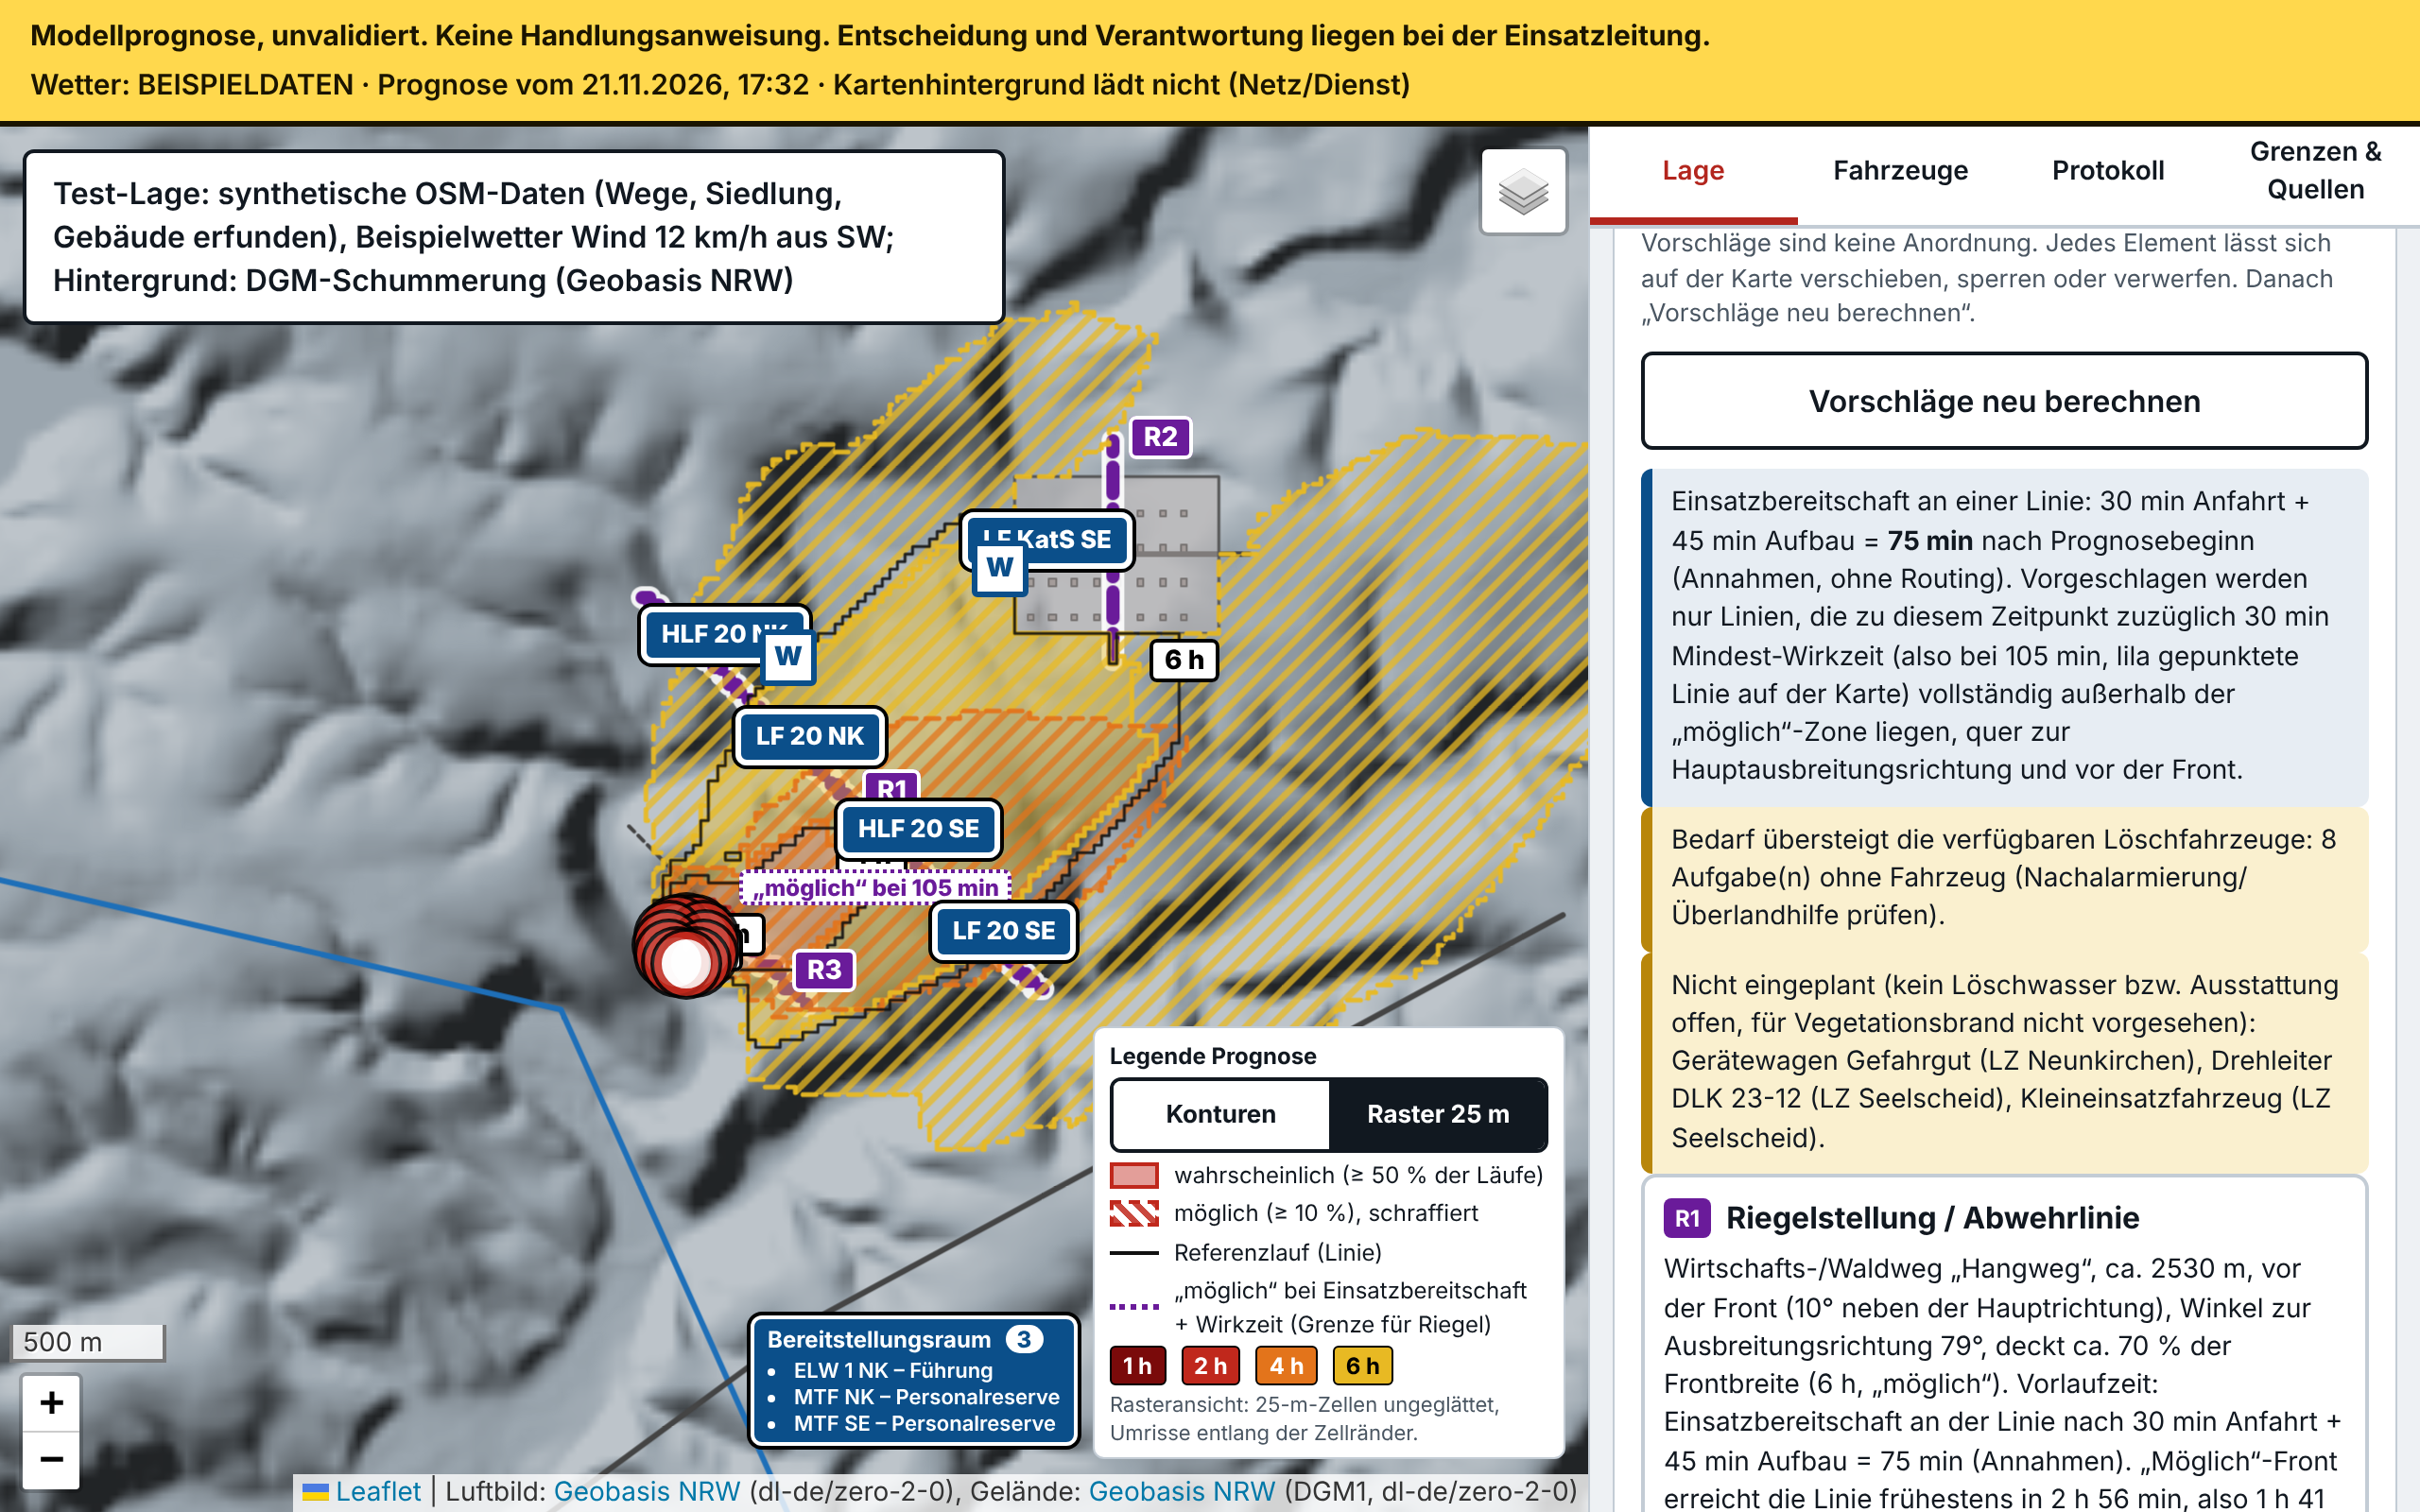 Modellprognose, unvalidiert. Keine Handlungsanweisung. Entscheidung und Verantwortung liegen bei der Einsatzleitung.
Wetter: BEISPIELDATEN · Prognose vom 21.11.2026, 17:32 · Kartenhintergrund lädt nicht (Netz/Dienst)
Test-Lage: synthetische OSM-Daten (Wege, Siedlung,
Gebäude erfunden), Beispielwetter Wind 12 km/h aus SW;
Hintergrund: DGM-Schummerung (Geobasis NRW)
R2
LF KatS SE
W
HLF 20 NK
W
6 h
LF 20 NK
R1
HLF 20 SE
„möglich“ bei 105 min
LF 20 SE
h
R3
Legende Prognose
Konturen
Raster 25 m
wahrscheinlich (≥ 50 % der Läufe)
möglich (≥ 10 %), schraffiert
Referenzlauf (Linie)
„möglich“ bei Einsatzbereitschaft
+ Wirkzeit (Grenze für Riegel)
1 h 2 h 4 h 6 h
Rasteransicht: 25-m-Zellen ungeglättet,
Umrisse entlang der Zellränder.
Bereitstellungsraum 3
• ELW 1 NK – Führung
• MTF NK – Personalreserve
• MTF SE – Personalreserve
500 m
+
−
Leaflet | Luftbild: Geobasis NRW (dl-de/zero-2-0), Gelände: Geobasis NRW (DGM1, dl-de/zero-2-0)
Lage
Fahrzeuge
Protokoll
Grenzen &
Quellen
Vorschläge sind keine Anordnung. Jedes Element lässt sich
auf der Karte verschieben, sperren oder verwerfen. Danach
„Vorschläge neu berechnen“.
Vorschläge neu berechnen
Einsatzbereitschaft an einer Linie: 30 min Anfahrt +
45 min Aufbau = 75 min nach Prognosebeginn
(Annahmen, ohne Routing). Vorgeschlagen werden
nur Linien, die zu diesem Zeitpunkt zuzüglich 30 min
Mindest-Wirkzeit (also bei 105 min, lila gepunktete
Linie auf der Karte) vollständig außerhalb der
„möglich“-Zone liegen, quer zur
Hauptausbreitungsrichtung und vor der Front.
Bedarf übersteigt die verfügbaren Löschfahrzeuge: 8
Aufgabe(n) ohne Fahrzeug (Nachalarmierung/
Überlandhilfe prüfen).
Nicht eingeplant (kein Löschwasser bzw. Ausstattung
offen, für Vegetationsbrand nicht vorgesehen):
Gerätewagen Gefahrgut (LZ Neunkirchen), Drehleiter
DLK 23-12 (LZ Seelscheid), Kleineinsatzfahrzeug (LZ
Seelscheid).
R1 Riegelstellung / Abwehrlinie
Wirtschafts-/Waldweg „Hangweg“, ca. 2530 m, vor
der Front (10° neben der Hauptrichtung), Winkel zur
Ausbreitungsrichtung 79°, deckt ca. 70 % der
Frontbreite (6 h, „möglich“). Vorlaufzeit:
Einsatzbereitschaft an der Linie nach 30 min Anfahrt +
45 min Aufbau = 75 min (Annahmen). „Möglich“-Front
erreicht die Linie frühestens in 2 h 56 min, also 1 h 41